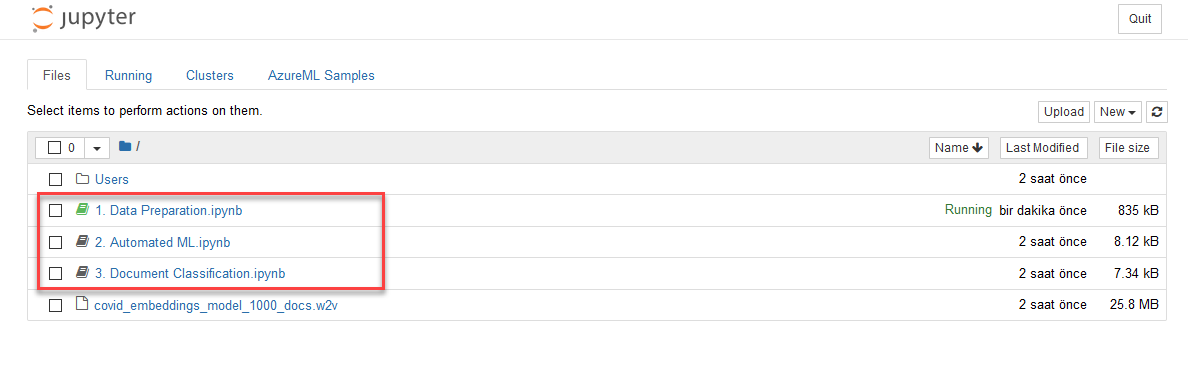 jupyter
Quit
Files Running Clusters AzureML Samples
Select items to perform actions on them.
Upload New
0 / Name Last Modified File size
Users 2 saat önce
1. Data Preparation.ipynb Running bir dakika önce 835 kB
2. Automated ML.ipynb 2 saat önce 8.12 kB
3. Document Classification.ipynb 2 saat önce 7.34 kB
covid_embeddings_model_1000_docs.w2v 2 saat önce 25.8 MB